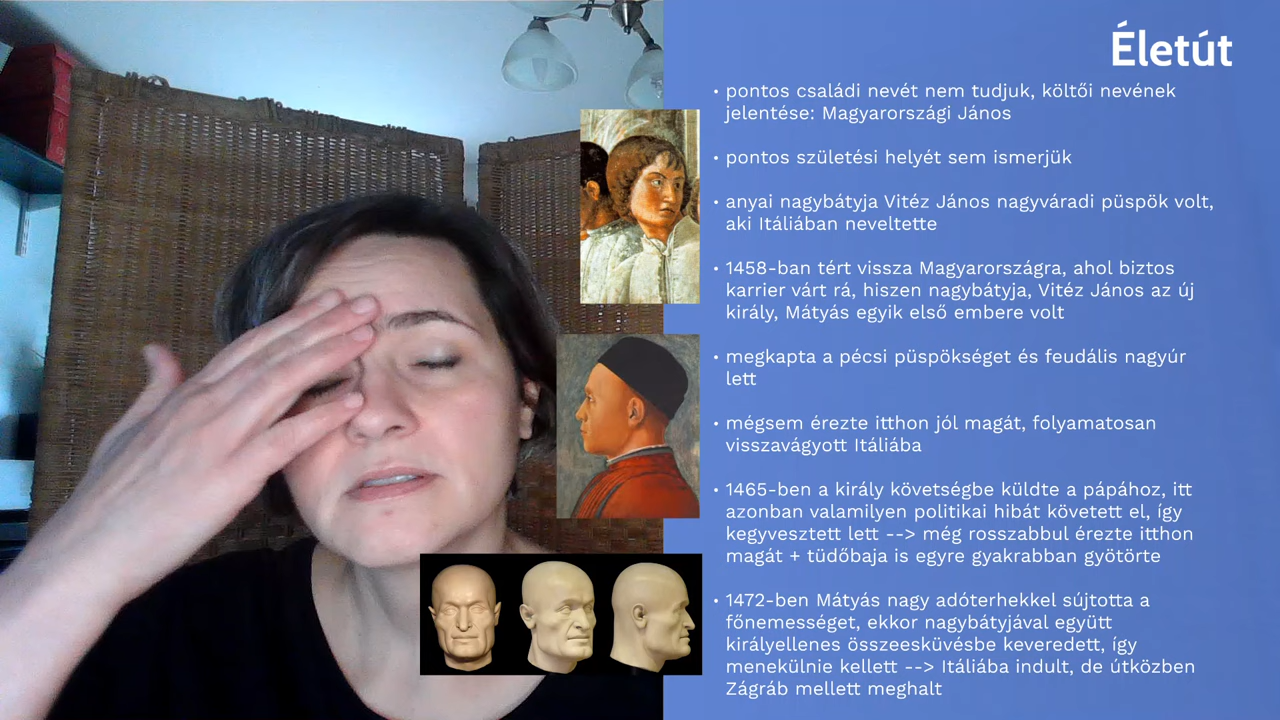 Életút
• pontos családi nevét nem tudjuk, költői nevének
jelentése: Magyarországi János
• pontos születési helyét sem ismerjük
• anyai nagybátyja Vitéz János nagyváradi püspök volt,
aki Itáliában neveltette
• 1458-ban tért vissza Magyarországra, ahol biztos
karrier várt rá, hiszen nagybátyja, Vitéz János az új
király, Mátyás egyik első embere volt
• megkapta a pécsi püspökséget és feudális nagyúr
lett
• mégsem érezte itthon jól magát, folyamatosan
visszavágyott Itáliába
• 1465-ben a király követségbe küldte a pápához, itt
azonban valamilyen politikai hibát követett el, így
kegyvesztett lett --> még rosszabbul érezte itthon
magát + tüdőbaja is egyre gyakrabban gyötörte
• 1472-ben Mátyás nagy adóterhekkel sújtotta a
főnemességet, ekkor nagybátyjával együtt
királyellenes összeesküvésbe keveredett, így
menekülnie kellett --> Itáliába indult, de útközben
Zágráb mellett meghalt